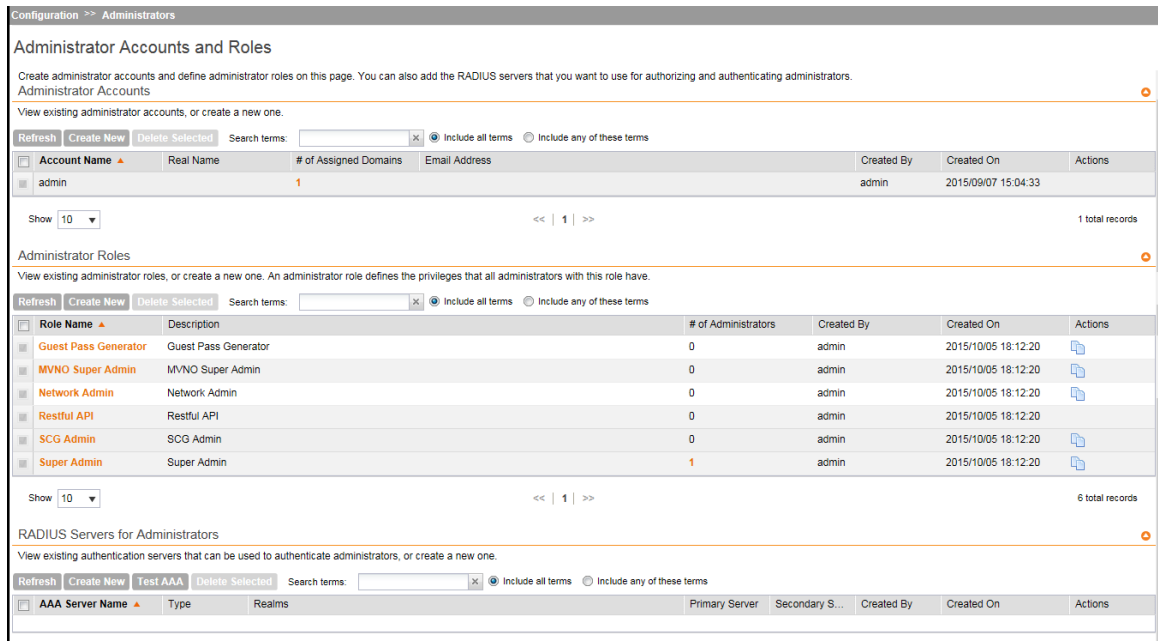 Configuration >> Administrators
Administrator Accounts and Roles
Create administrator accounts and define administrator roles on this page. You can also add the RADIUS servers that you want to use for authorizing and authenticating administrators.
Administrator Accounts
View existing administrator accounts, or create a new one.
Refresh Create New Delete Selected Search terms: x Include all terms Include any of these terms
Account Name Real Name # of Assigned Domains Email Address Created By Created On Actions
admin 1 admin 2015/09/07 15:04:33
Show 10 << | 1 | >> 1 total records
Administrator Roles
View existing administrator roles, or create a new one. An administrator role defines the privileges that all administrators with this role have.
Refresh Create New Delete Selected Search terms: x Include all terms Include any of these terms
Role Name Description # of Administrators Created By Created On Actions
Guest Pass Generator Guest Pass Generator 0 admin 2015/10/05 18:12:20
MVNO Super Admin MVNO Super Admin 0 admin 2015/10/05 18:12:20
Network Admin Network Admin 0 admin 2015/10/05 18:12:20
Restful API Restful API 0 admin 2015/10/05 18:12:20
SCG Admin SCG Admin 0 admin 2015/10/05 18:12:20
Super Admin Super Admin 1 admin 2015/10/05 18:12:20
Show 10 << | 1 | >> 6 total records
RADIUS Servers for Administrators
View existing authentication servers that can be used to authenticate administrators, or create a new one.
Refresh Create New Test AAA Delete Selected Search terms: x Include all terms Include any of these terms
AAA Server Name Type Realms Primary Server Secondary S... Created By Created On Actions